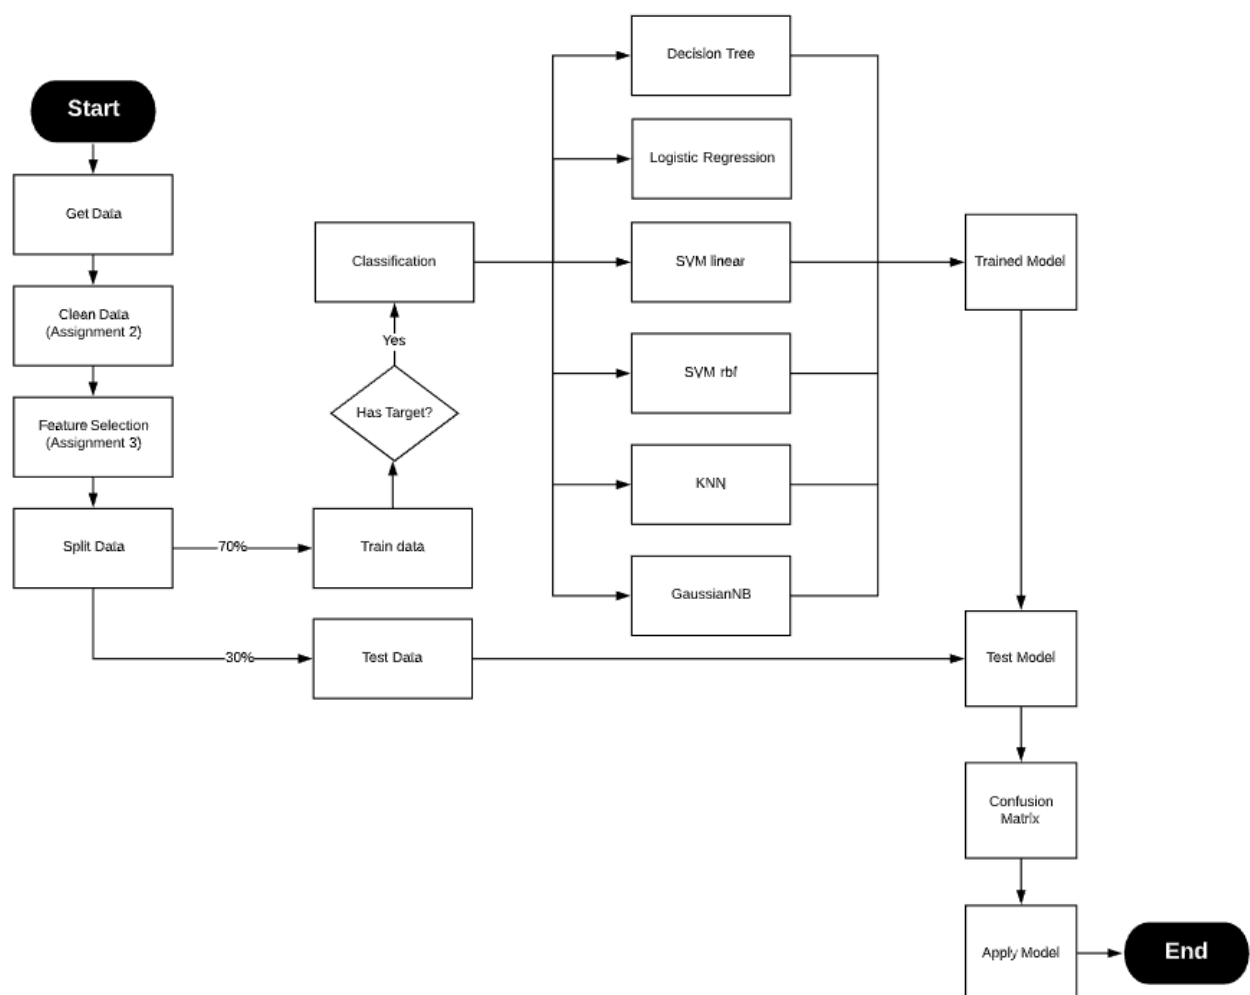 Start
Get Data
Clean Data
(Assignment 2)
Feature Selection
(Assignment 3)
Split Data
70%
30%
Train data
Test Data
Has Target?
Yes
Classification
Decision Tree
Logistic Regression
SVM linear
SVM rbf
KNN
GaussianNB
Trained Model
Test Model
Confusion
Matrix
Apply Model
End